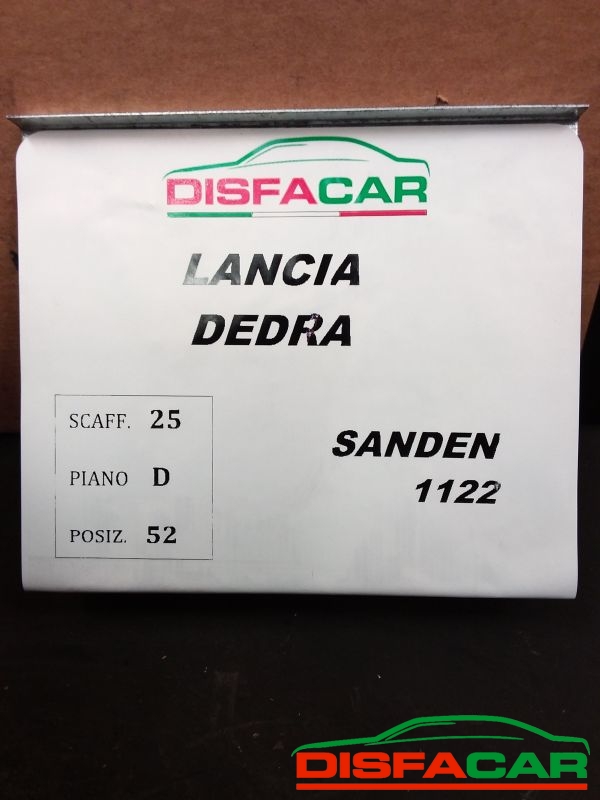 DISFACAR
LANCIA
DEDRA
SCAFF. 25
PIANO D
POSIZ. 52
SANDEN
1122
DISFACAR